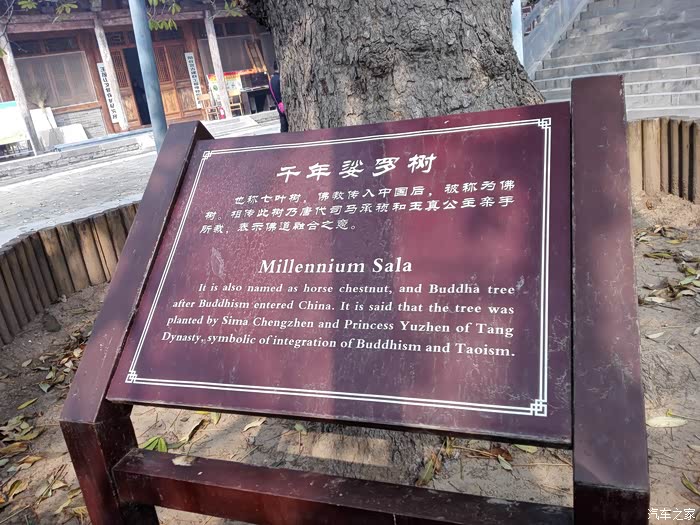 千年娑罗树
也称七叶树，佛教传入中国后，被称为佛
树，相传此树乃唐代司马承祯和玉真公主亲手
所栽，表示佛道融合之意。
Millennium Sala
It is also named as horse chestnut, and Buddha tree
after Buddhism entered China. It is said that the tree was
planted by Sima Chengzhen and Princess Yuzhen of Tang
Dynasty, symbolic of integration of Buddhism and Taoism.
汽车之家